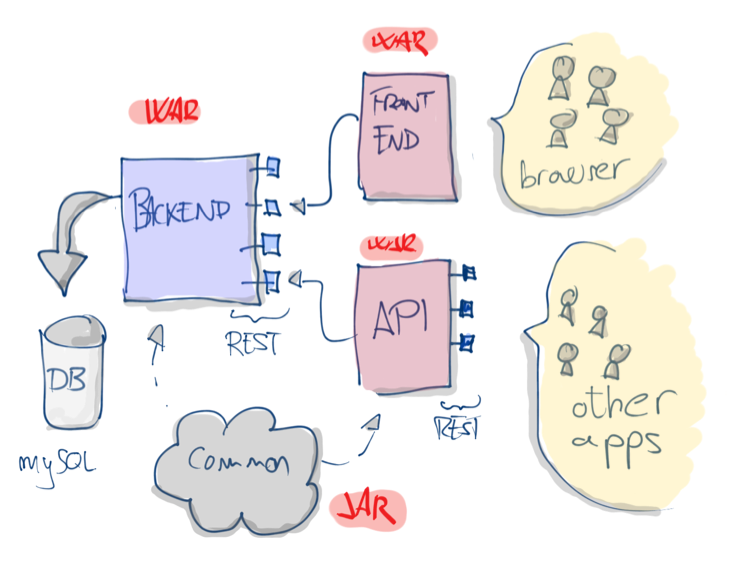 WAR
FRONT
END
browser
WAR
BACKEND
REST
WAR
API
REST
other
apps
DB
mySQL
Common
JAR